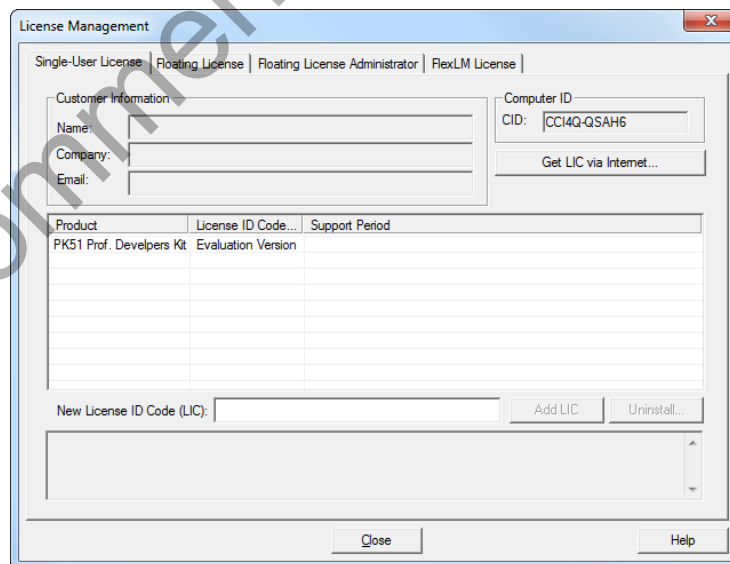 License Management
Single-User License Floating License Floating License Administrator FlexLM License
Customer Information
Name:
Company:
Email:
Computer ID
CID: CCI4Q-QSAH6
Get LIC via Internet...
Product License ID Code... Support Period
PK51 Prof. Develpers Kit Evaluation Version
New License ID Code (LIC):
Add LIC Uninstall...
Close Help